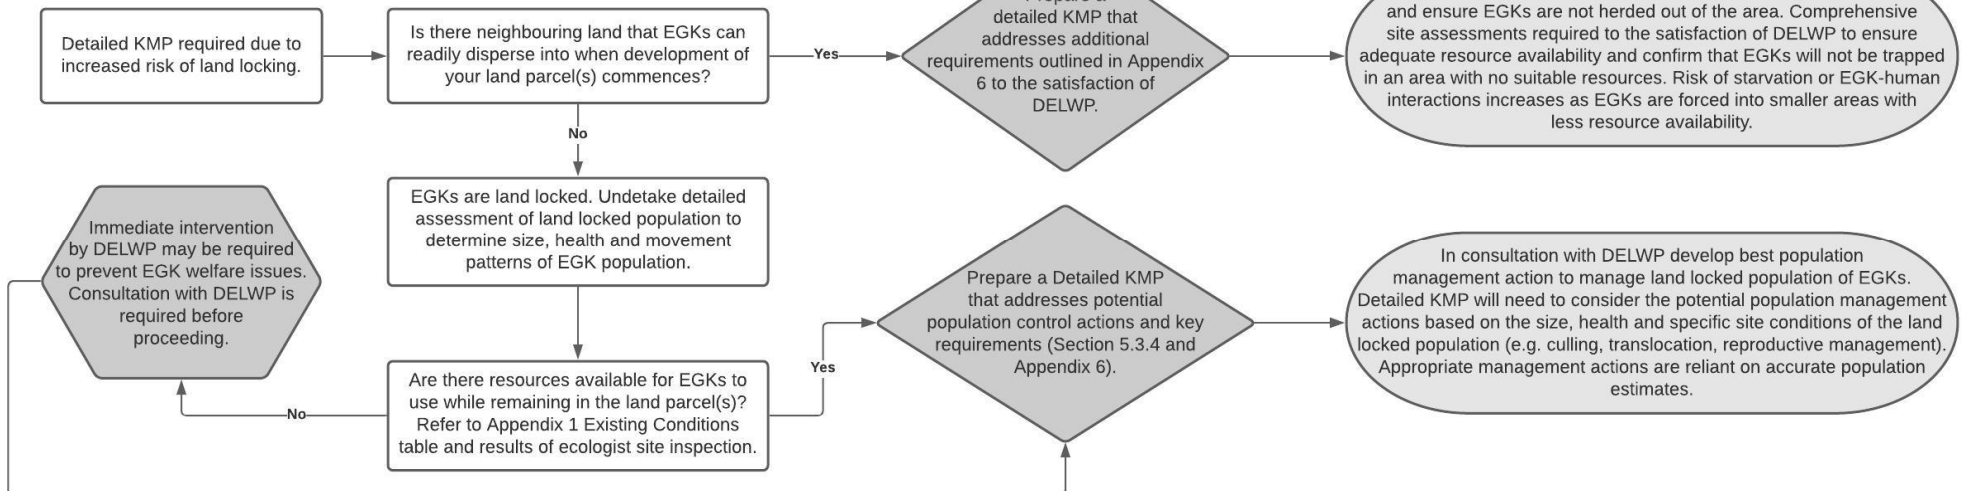 Detailed KMP required due to
increased risk of land locking.
Is there neighbouring land that EGKs can
readily disperse into when development of
your land parcel(s) commences?
Yes
Prepare a
detailed KMP that
addresses additional
requirements outlined in Appendix
6 to the satisfaction of
DELWP.
and ensure EGKs are not herded out of the area. Comprehensive
site assessments required to the satisfaction of DELWP to ensure
adequate resource availability and confirm that EGKs will not be trapped
in an area with no suitable resources. Risk of starvation or EGK-human
interactions increases as EGKs are forced into smaller areas with
less resource availability.
No
EGKs are land locked. Undetake detailed
assessment of land locked population to
determine size, health and movement
patterns of EGK population.
Immediate intervention
by DELWP may be required
to prevent EGK welfare issues.
Consultation with DELWP is
required before
proceeding.
Are there resources available for EGKs to
use while remaining in the land parcel(s)?
Refer to Appendix 1 Existing Conditions
table and results of ecologist site inspection.
No
Yes
Prepare a Detailed KMP
that addresses potential
population control actions and key
requirements (Section 5.3.4 and
Appendix 6).
In consultation with DELWP develop best population
management action to manage land locked population of EGKs.
Detailed KMP will need to consider the potential population management
actions based on the size, health and specific site conditions of the land
locked population (e.g. culling, translocation, reproductive management).
Appropriate management actions are reliant on accurate population
estimates.